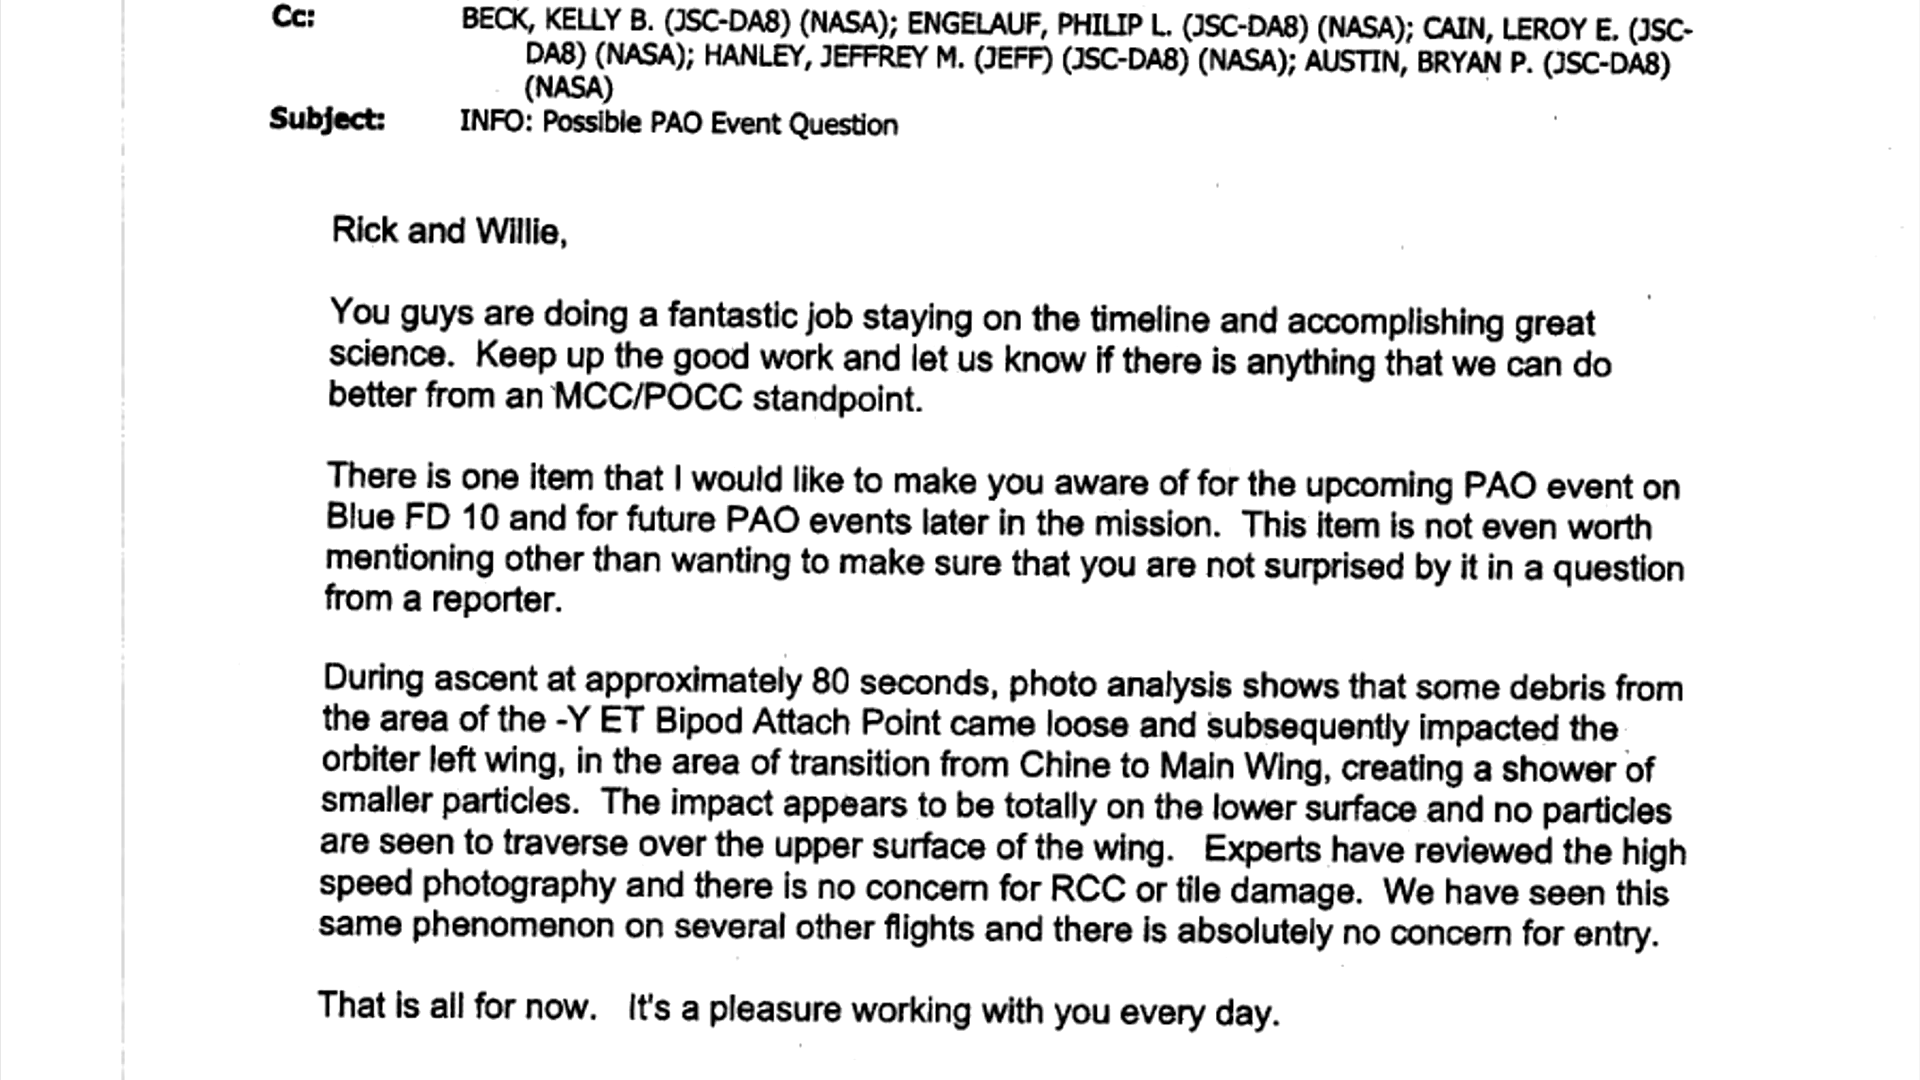 Cc: BECK, KELLY B. (JSC-DA8) (NASA); ENGELAUF, PHILIP L. (JSC-DA8) (NASA); CAIN, LEROY E. (JSC-
DA8) (NASA); HANLEY, JEFFREY M. (JEFF) (JSC-DA8) (NASA); AUSTIN, BRYAN P. (JSC-DA8)
(NASA)
Subject: INFO: Possible PAO Event Question
Rick and Willie,
You guys are doing a fantastic job staying on the timeline and accomplishing great
science. Keep up the good work and let us know if there is anything that we can do
better from an MCC/POCC standpoint.
There is one item that I would like to make you aware of for the upcoming PAO event on
Blue FD 10 and for future PAO events later in the mission. This item is not even worth
mentioning other than wanting to make sure that you are not surprised by it in a question
from a reporter.
During ascent at approximately 80 seconds, photo analysis shows that some debris from
the area of the -Y ET Bipod Attach Point came loose and subsequently impacted the
orbiter left wing, in the area of transition from Chine to Main Wing, creating a shower of
smaller particles. The impact appears to be totally on the lower surface and no particles
are seen to traverse over the upper surface of the wing. Experts have reviewed the high
speed photography and there is no concern for RCC or tile damage. We have seen this
same phenomenon on several other flights and there is absolutely no concern for entry.
That is all for now. It's a pleasure working with you every day.